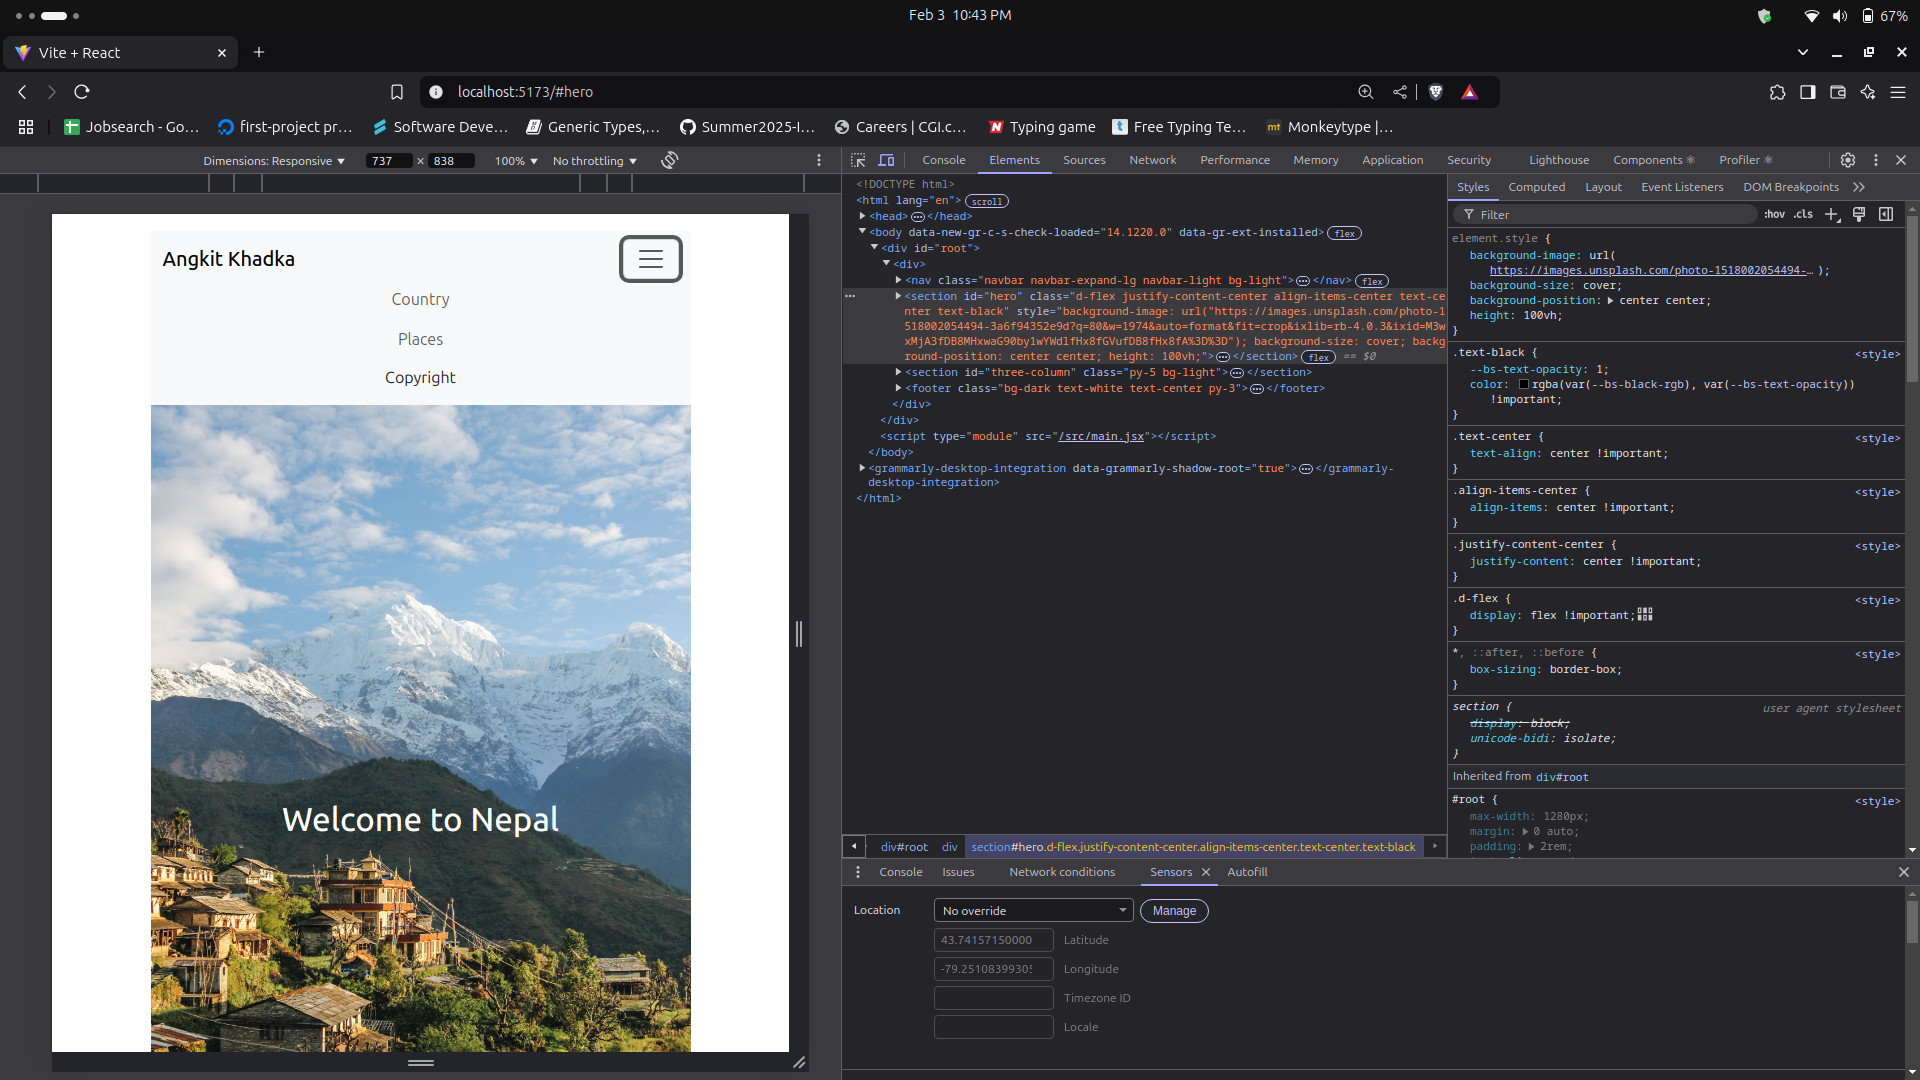 Feb 3 10:43 PM
67%
Vite + React
localhost:5173/#hero
Jobsearch - Go...
first-project pr...
Software Deve...
Generic Types,...
Summer2025-I...
Careers | CGI.c...
Typing game
Free Typing Te...
Monkeytype |...
Dimensions: Responsive
737 × 838
100%
No throttling
Angkit Khadka
Country
Places
Copyright
Welcome to Nepal
Console
Elements
Sources
Network
Performance
Memory
Application
Security
Lighthouse
Components
Profiler
<!DOCTYPE html>
<html lang="en"> scroll
<head> </head>
<body data-new-gr-c-s-check-loaded="14.1220.0" data-gr-ext-installed> flex
<div id="root">
<div>
<nav class="navbar navbar-expand-lg navbar-light bg-light"> </nav> flex
<section id="hero" class="d-flex justify-content-center align-items-center text-ce
nter text-black" style="background-image: url("https://images.unsplash.com/photo-1
518002054494-3a6f94352e9d?q=80&w=1974&auto=format&fit=crop&ixlib=rb-4.0.3&ixid=M3w
xMjA3fDB8MHxwaG90by1wYWdlfHx8fGVufDB8fHx8fA%3D%3D"); background-size: cover; backg
round-position: center center; height: 100vh;"> </section> flex == $0
<section id="three-column" class="py-5 bg-light"> </section>
<footer class="bg-dark text-white text-center py-3"> </footer>
</div>
</div>
<script type="module" src="/src/main.jsx"></script>
</body>
<grammarly-desktop-integration data-grammarly-shadow-root="true"> </grammarly-
desktop-integration>
</html>
div#root
div
section#hero.d-flex.justify-content-center.align-items-center.text-center.text-black
Styles
Computed
Layout
Event Listeners
DOM Breakpoints
Filter
:hov .cls
element.style {
background-image: url(
https://images.unsplash.com/photo-1518002054494-… );
background-size: cover;
background-position: center center;
height: 100vh;
}
.text-black { <style>
--bs-text-opacity: 1;
color: rgba(var(--bs-black-rgb), var(--bs-text-opacity))
!important;
}
.text-center { <style>
text-align: center !important;
}
.align-items-center { <style>
align-items: center !important;
}
.justify-content-center { <style>
justify-content: center !important;
}
.d-flex { <style>
display: flex !important;
}
*, ::after, ::before { <style>
box-sizing: border-box;
}
section { user agent stylesheet
display: block;
unicode-bidi: isolate;
}
Inherited from div#root
#root { <style>
max-width: 1280px;
margin: 0 auto;
padding: 2rem;
Console
Issues
Network conditions
Sensors
Autofill
Location
No override
Manage
43.74157150000 Latitude
-79.2510839930 Longitude
Timezone ID
Locale